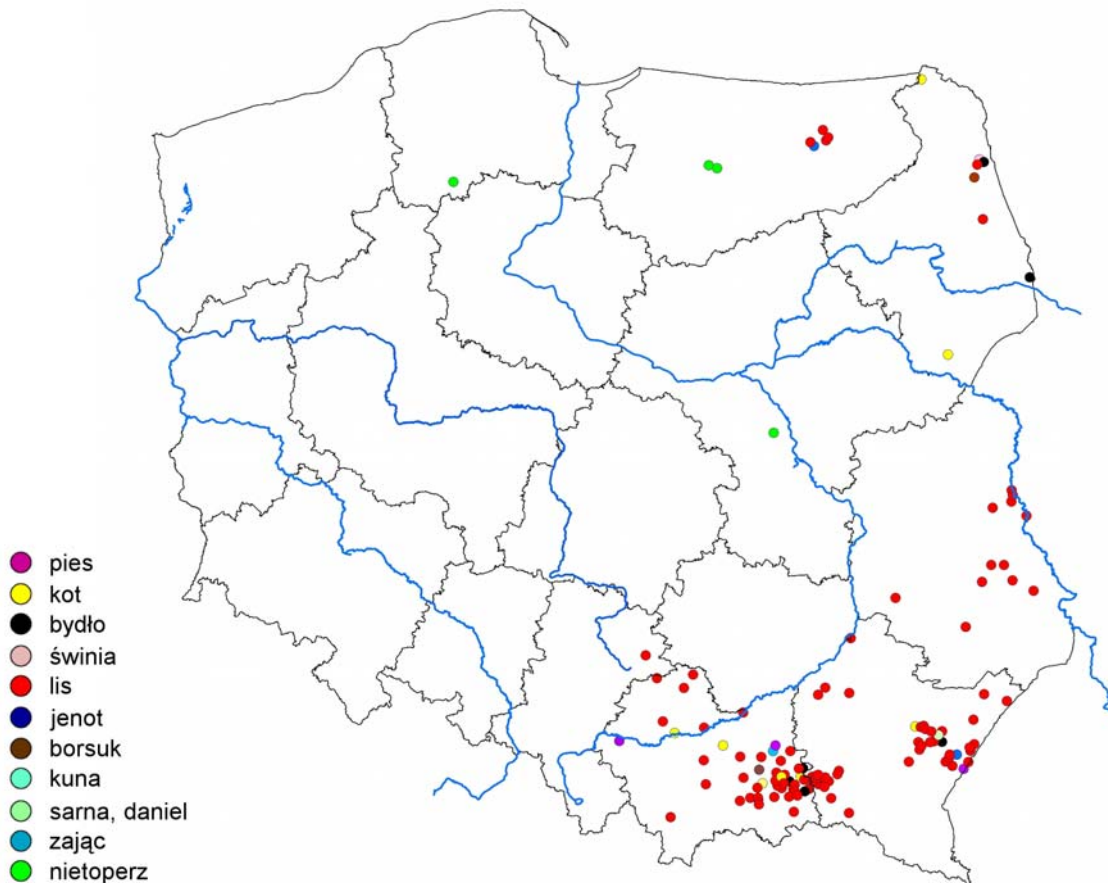 pies
kot
bydło
świnia
lis
jenot
borsuk
kuna
sarna, daniel
zając
nietoperz